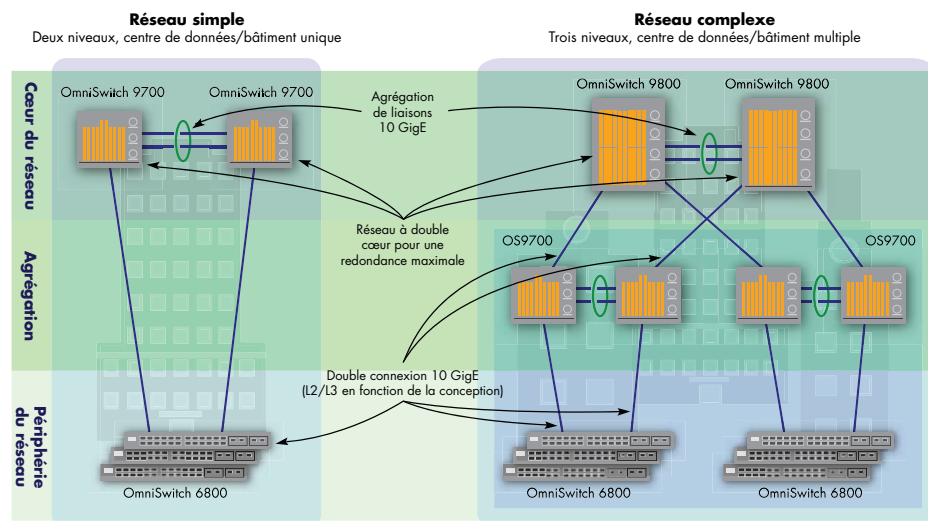 Réseau simple
Deux niveaux, centre de données/bâtiment unique
Réseau complexe
Trois niveaux, centre de données/bâtiment multiple
Cœur du réseau
OmniSwitch 9700
OmniSwitch 9700
Agrégation
de liaisons
10 GigE
OmniSwitch 9800
OmniSwitch 9800
Réseau à double
cœur pour une
redondance maximale
Agrégation
OS9700
OS9700
Double connexion 10 GigE
(L2/L3 en fonction de la conception)
Périphérie
du réseau
OmniSwitch 6800
OmniSwitch 6800
OmniSwitch 6800